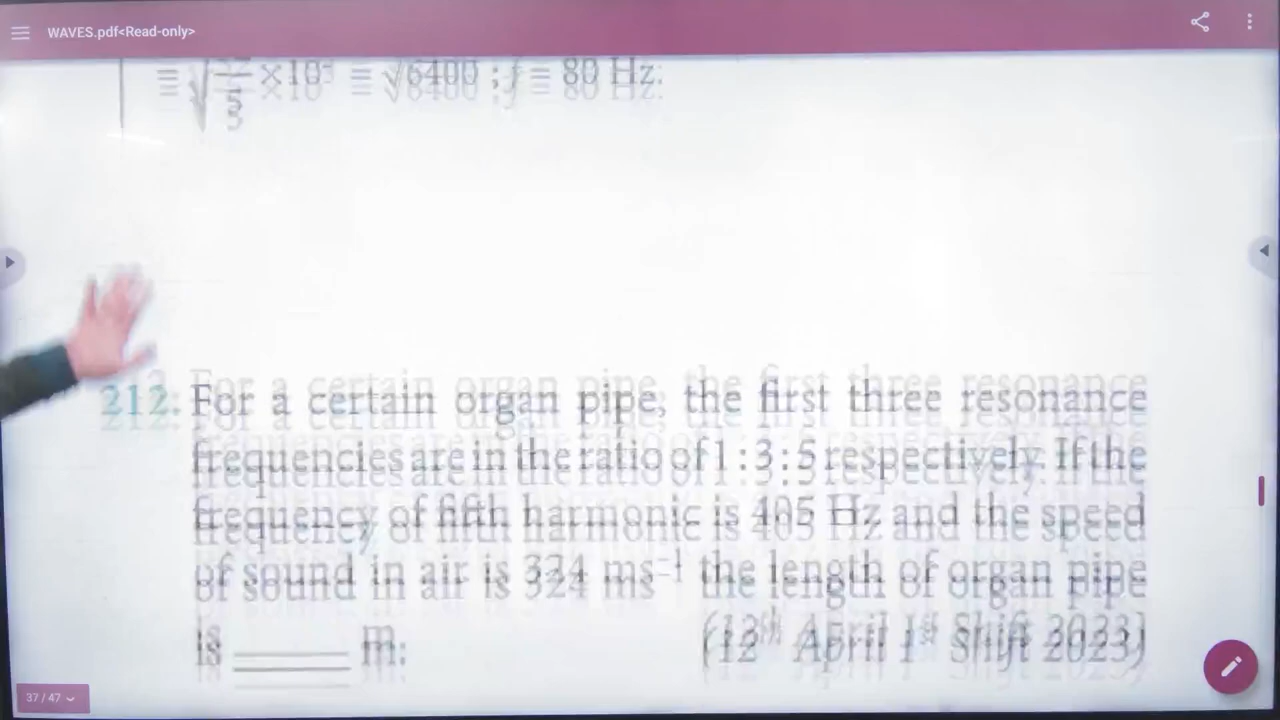 WAVES.pdf<Read-only>
≡ √ /5 ×10 ≡ √6400 ; f ≡ 80 Hz.
212. For a certain organ pipe, the first three resonance
frequencies are in the ratio of 1 : 3 : 5 respectively. If the
frequency of fifth harmonic is 405 Hz and the speed
of sound in air is 324 ms⁻¹ the length of organ pipe
is ______ m. (12th April 1st Shift 2023)
37 / 47